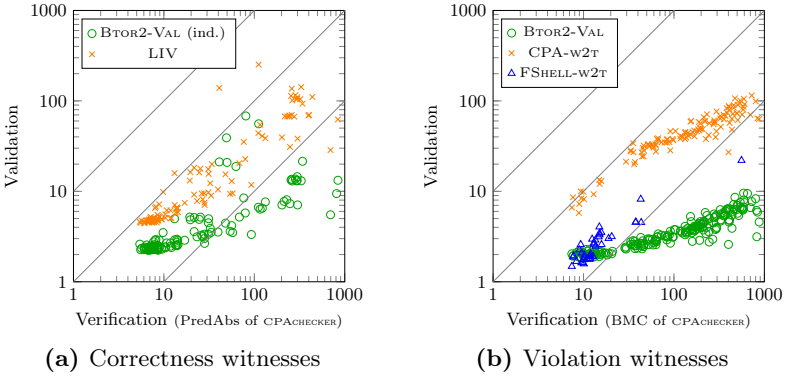 1000
100
10
1
Validation
BTOR2-VAL (ind.)
LIV
1 10 100 1000
Verification (PredAbs of CPACHECKER)
(a) Correctness witnesses
1000
100
10
1
Validation
BTOR2-VAL
CPA-W2T
FSHELL-W2T
1 10 100 1000
Verification (BMC of CPACHECKER)
(b) Violation witnesses